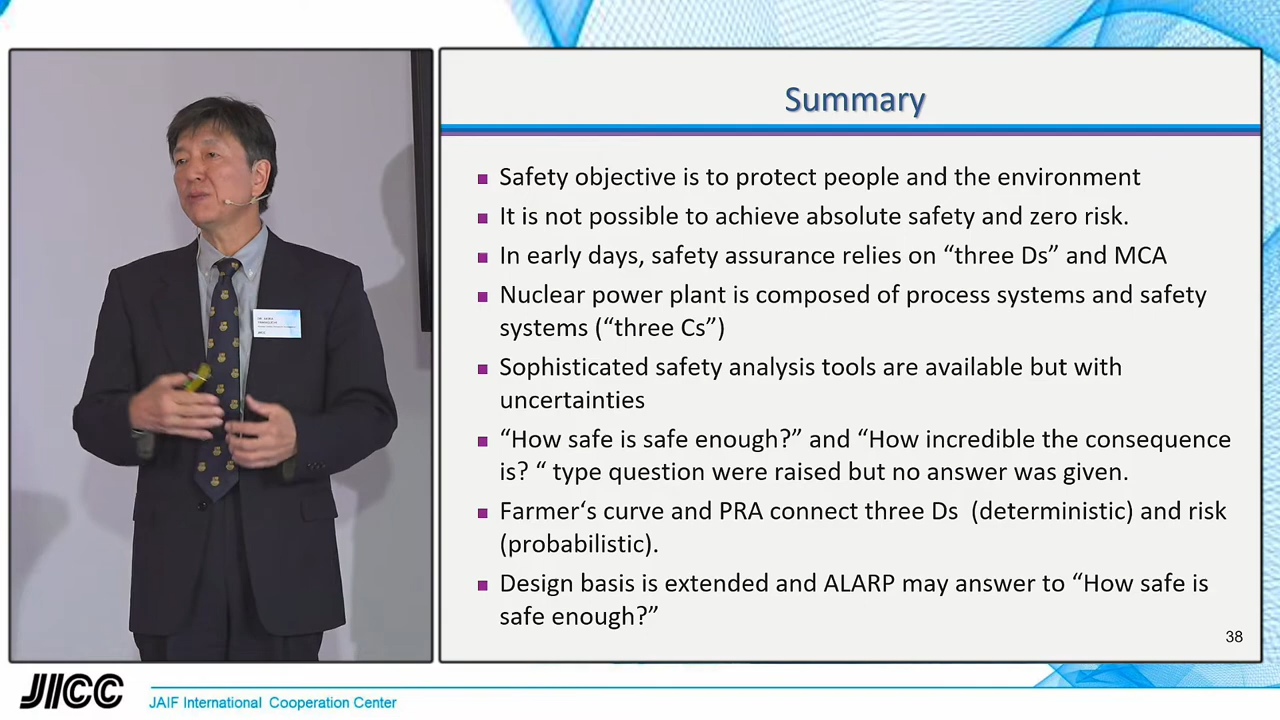 Summary
Safety objective is to protect people and the environment
It is not possible to achieve absolute safety and zero risk.
In early days, safety assurance relies on “three Ds” and MCA
Nuclear power plant is composed of process systems and safety
systems (“three Cs”)
Sophisticated safety analysis tools are available but with
uncertainties
“How safe is safe enough?” and “How incredible the consequence
is? “ type question were raised but no answer was given.
Farmer‘s curve and PRA connect three Ds (deterministic) and risk
(probabilistic).
Design basis is extended and ALARP may answer to “How safe is
safe enough?”
38
JICC
JAIF International Cooperation Center